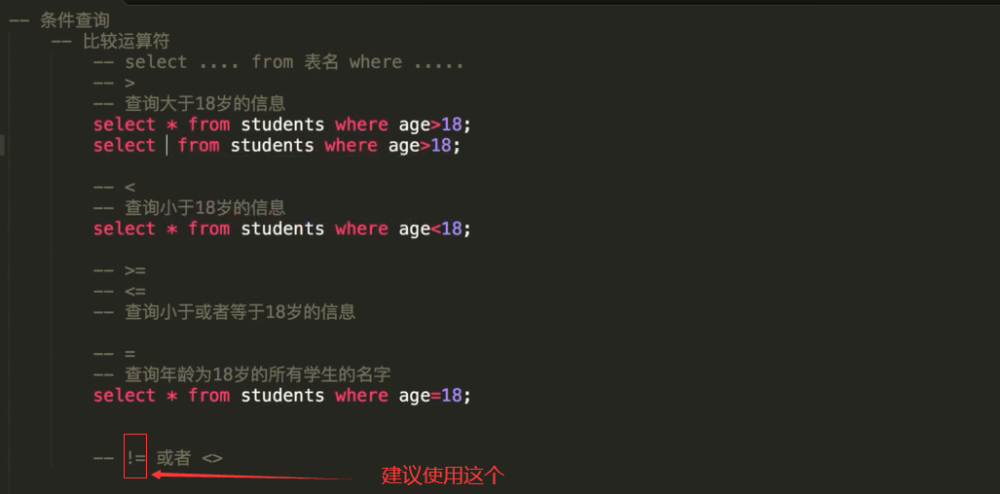 -- 条件查询
-- 比较运算符
-- select .... from 表名 where .....
-- >
-- 查询大于18岁的信息
select * from students where age>18;
select from students where age>18;
-- <
-- 查询小于18岁的信息
select * from students where age<18;
-- >=
-- <=
-- 查询小于或者等于18岁的信息
-- =
-- 查询年龄为18岁的所有学生的名字
select * from students where age=18;
-- != 或者 <>
建议使用这个